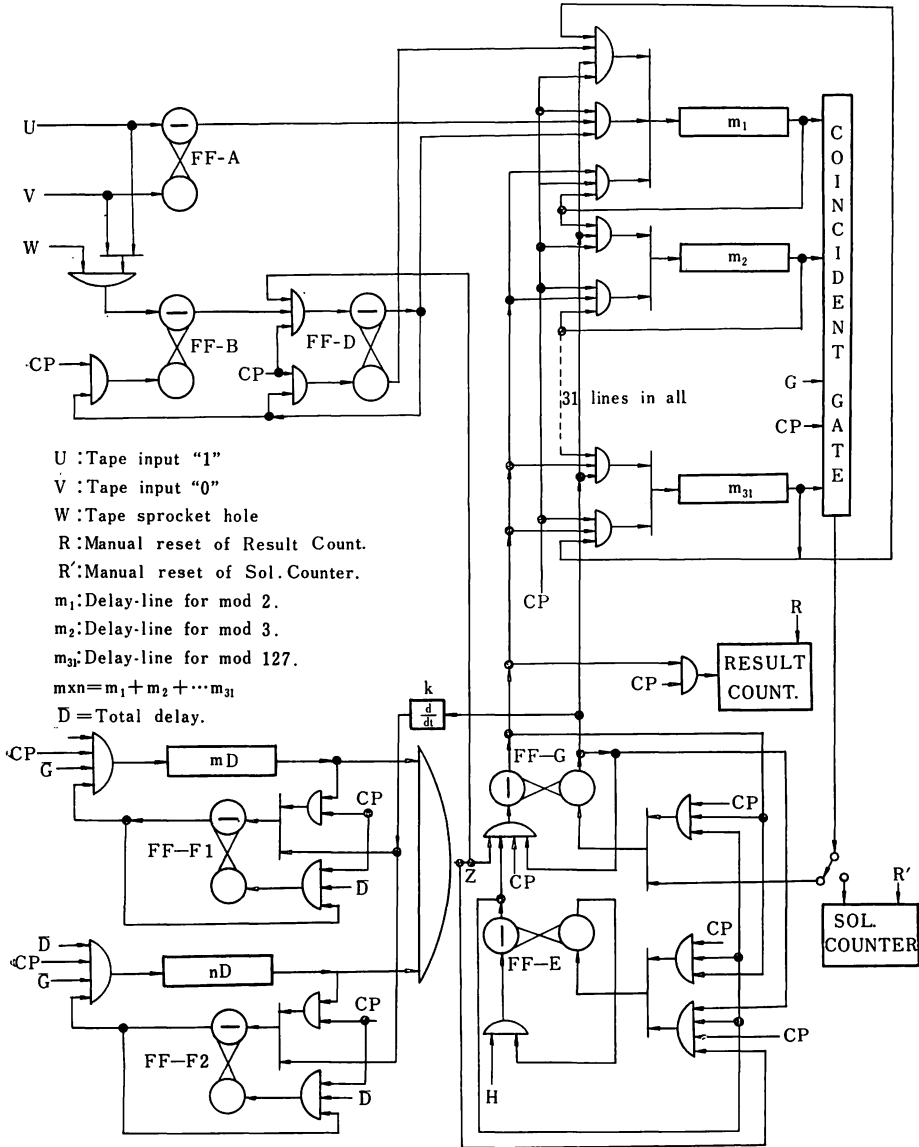 U
FF-A
V
W
FF-B
CP
FF-D
CP
m₁
m₂
31 lines in all
m₃₁
CP
COINCIDENT GATE
G
CP
U : Tape input "1"
V : Tape input "0"
W : Tape sprocket hole
R : Manual reset of Result Count.
R′ : Manual reset of Sol. Counter.
m₁ : Delay-line for mod 2.
m₂ : Delay-line for mod 3.
m₃₁ : Delay-line for mod 127.
mxn = m₁ + m₂ + ⋯ m₃₁
D̄ = Total delay.
R
CP
RESULT
COUNT.
k
d/dt
CP
G̅
mD
CP
FF-F1
D̅
D̅
CP
G̅
nD
CP
FF-F2
D̅
Z
FF-G
CP
CP
FF-E
CP
CP
H
R′
SOL.
COUNTER